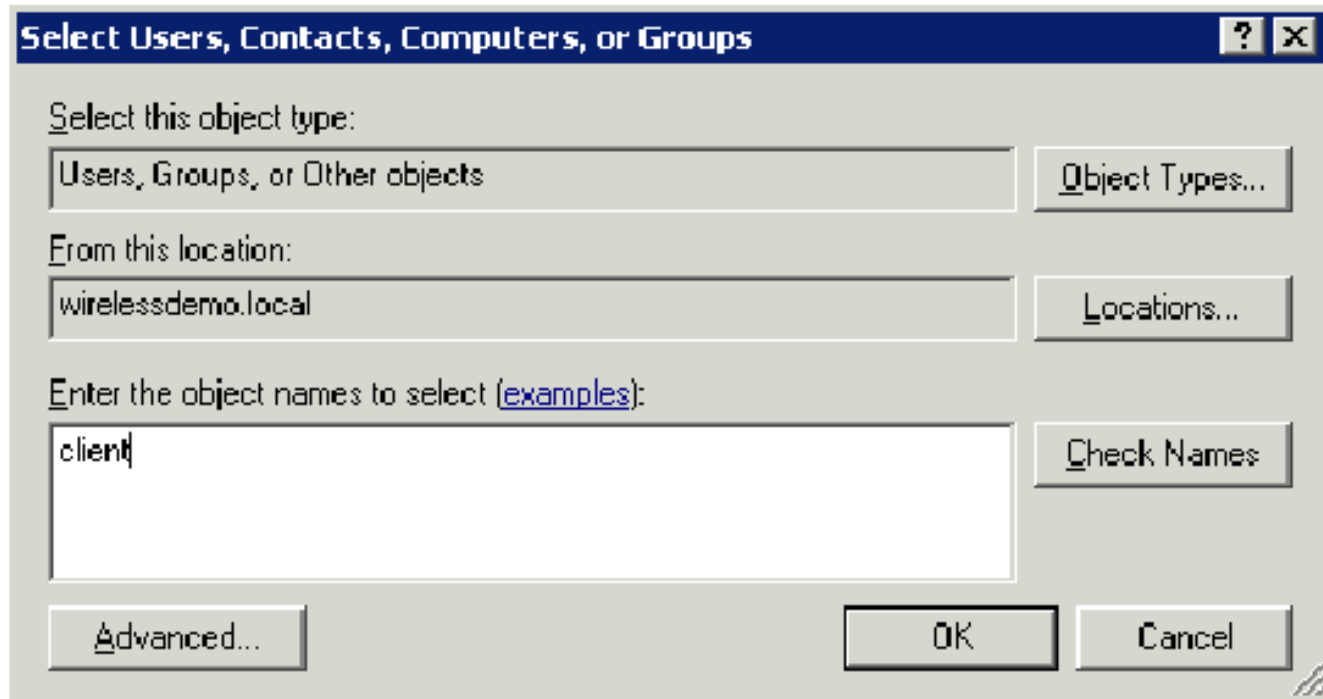 Select Users, Contacts, Computers, or Groups
Select this object type:
Users, Groups, or Other objects
Object Types...
From this location:
wirelessdemo.local
Locations...
Enter the object names to select (examples):
client
Check Names
Advanced...
OK
Cancel